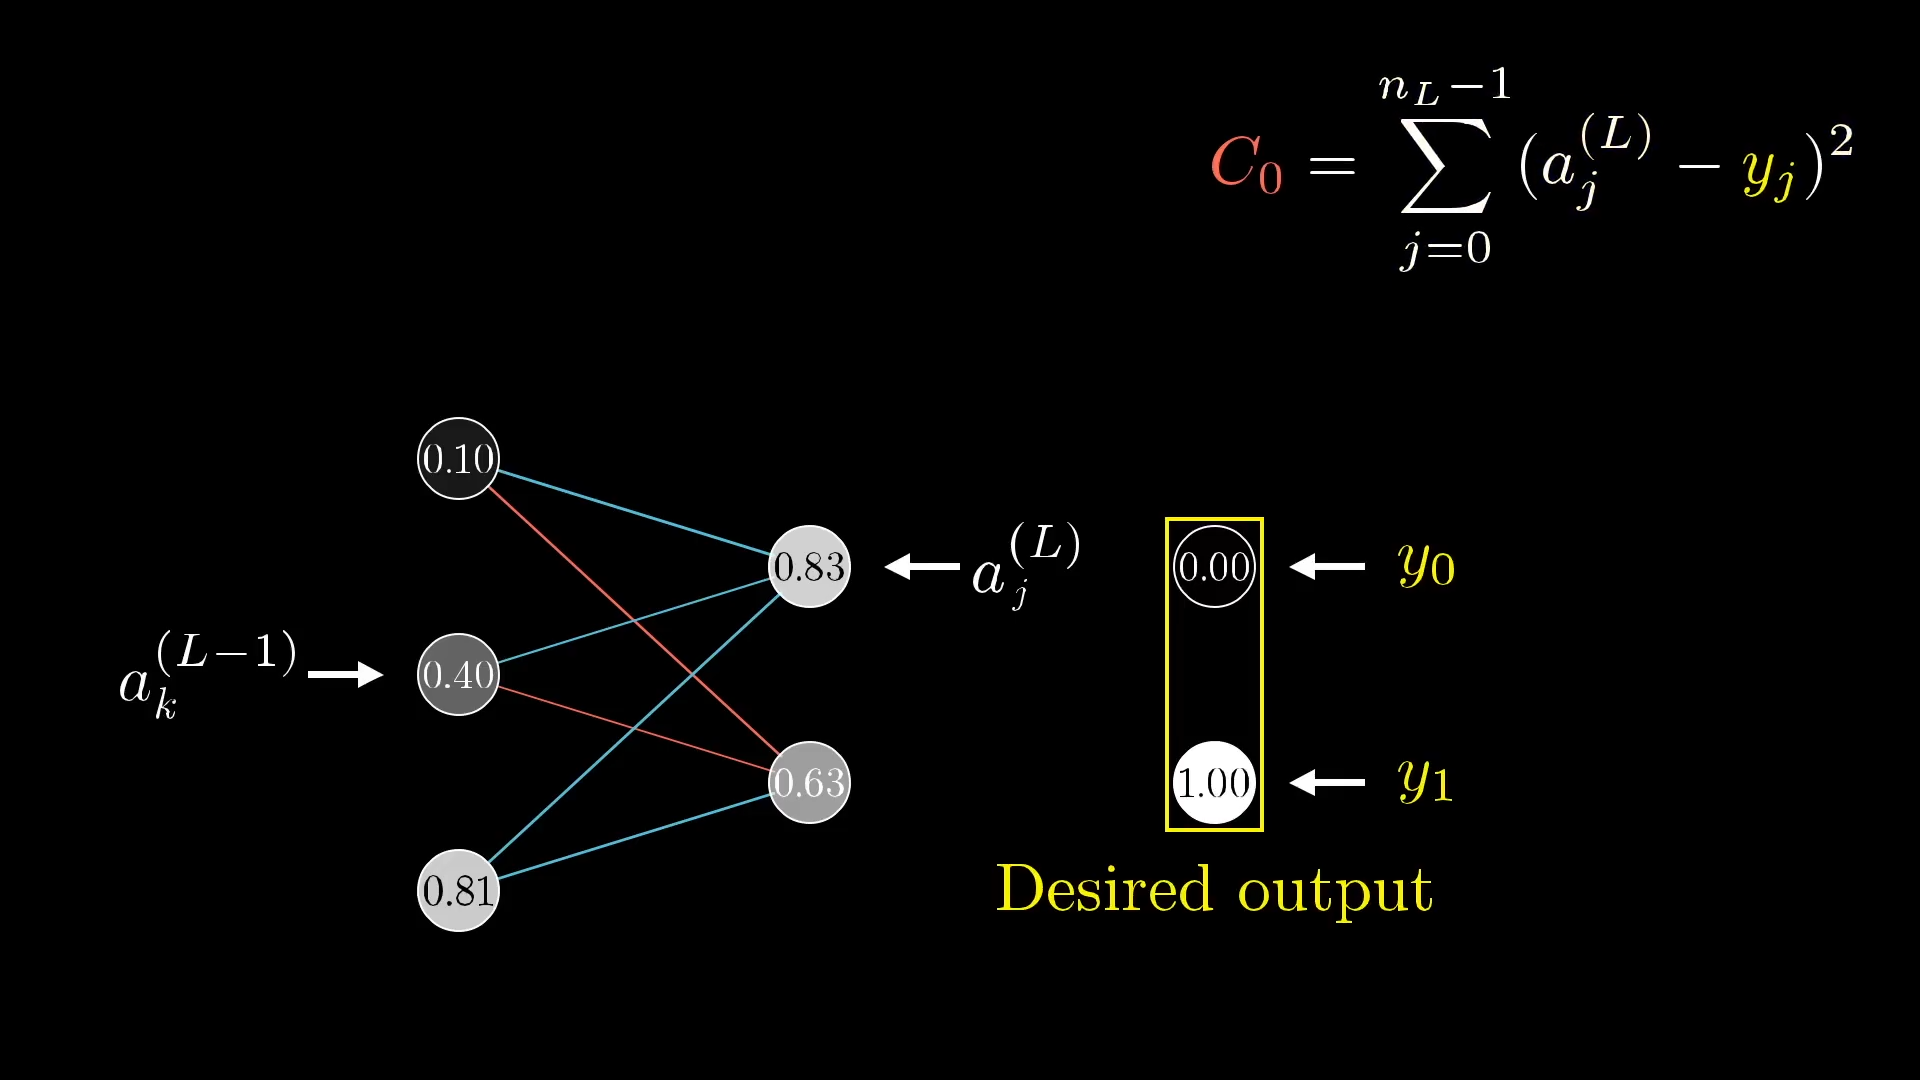 C₀ = ∑_{j=0}^{n_L−1} (a_j^{(L)} − y_j)²
0.10
0.83
a_j^{(L)}
0.00
y₀
a_k^{(L−1)}
0.40
0.63
1.00
y₁
0.81
Desired output